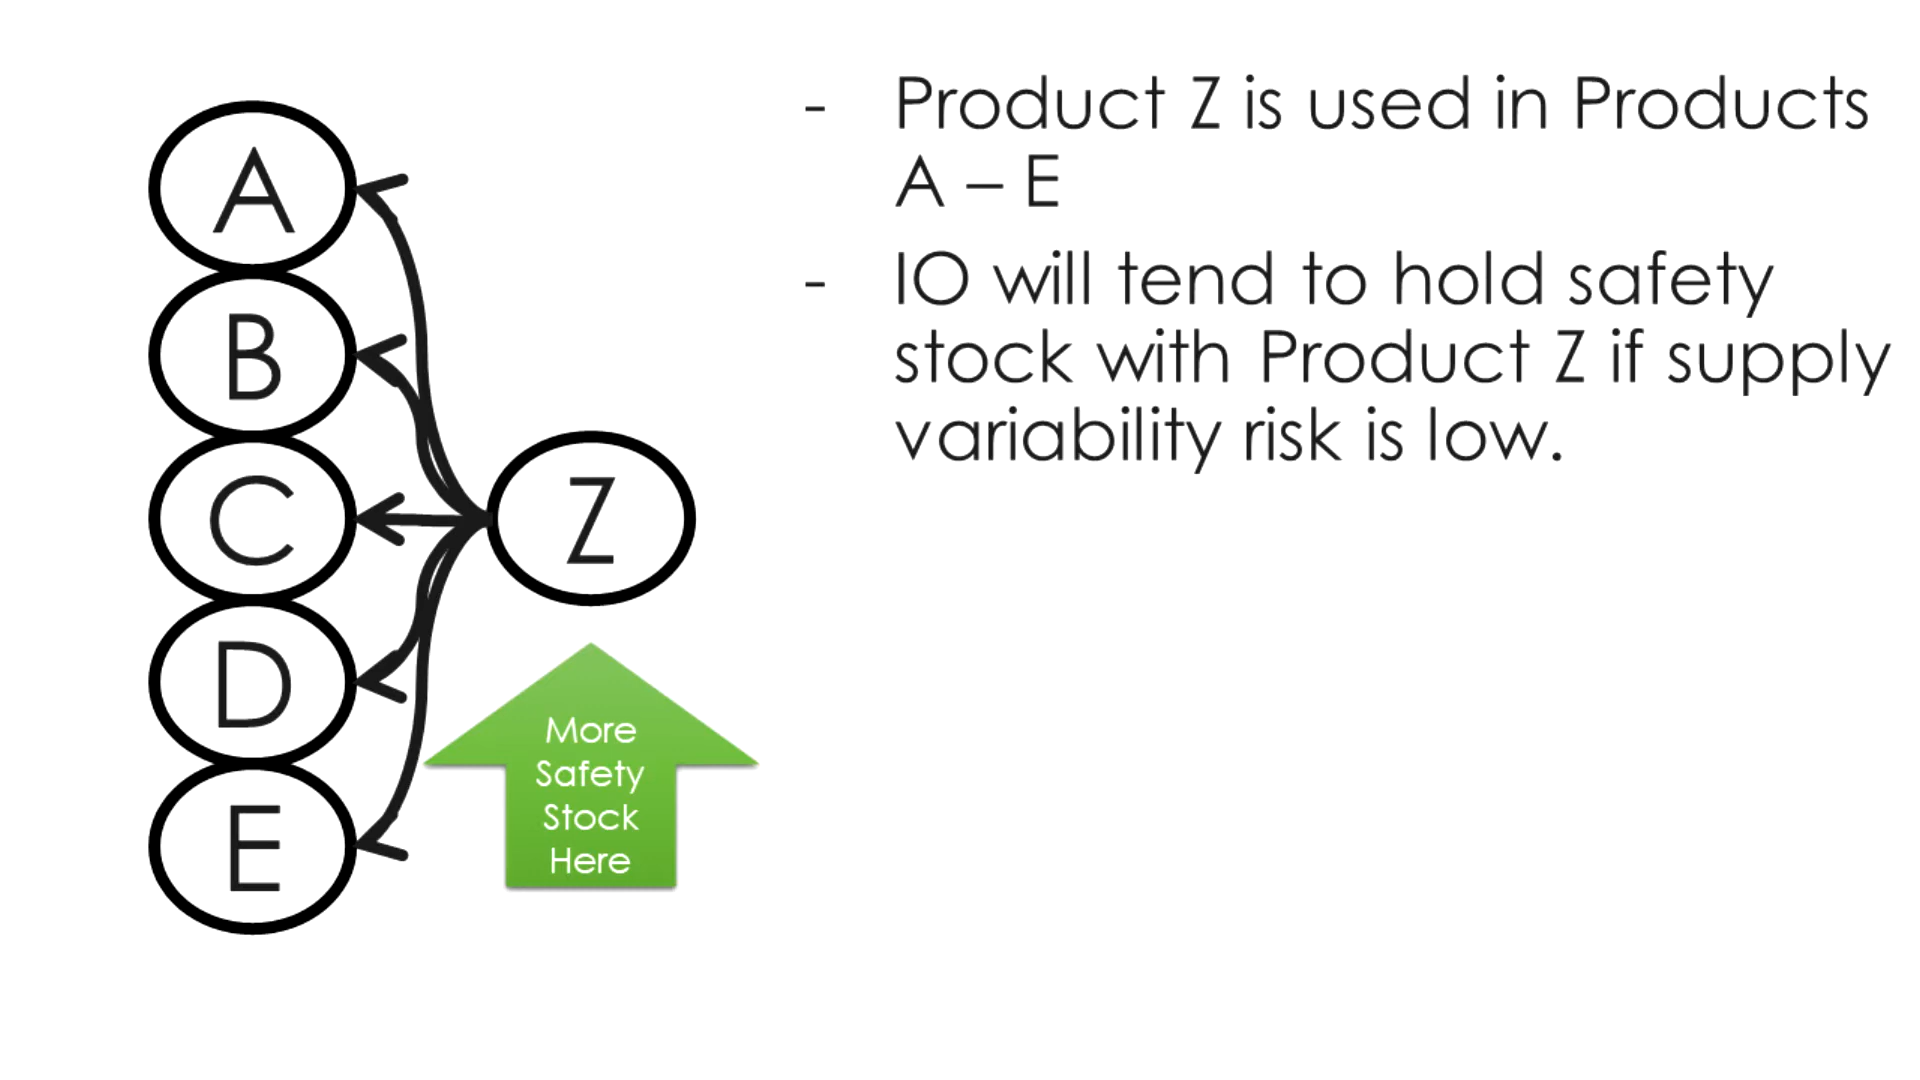 A
B
C
D
E
Z
More
Safety
Stock
Here
- Product Z is used in Products
A – E
- IO will tend to hold safety
stock with Product Z if supply
variability risk is low.